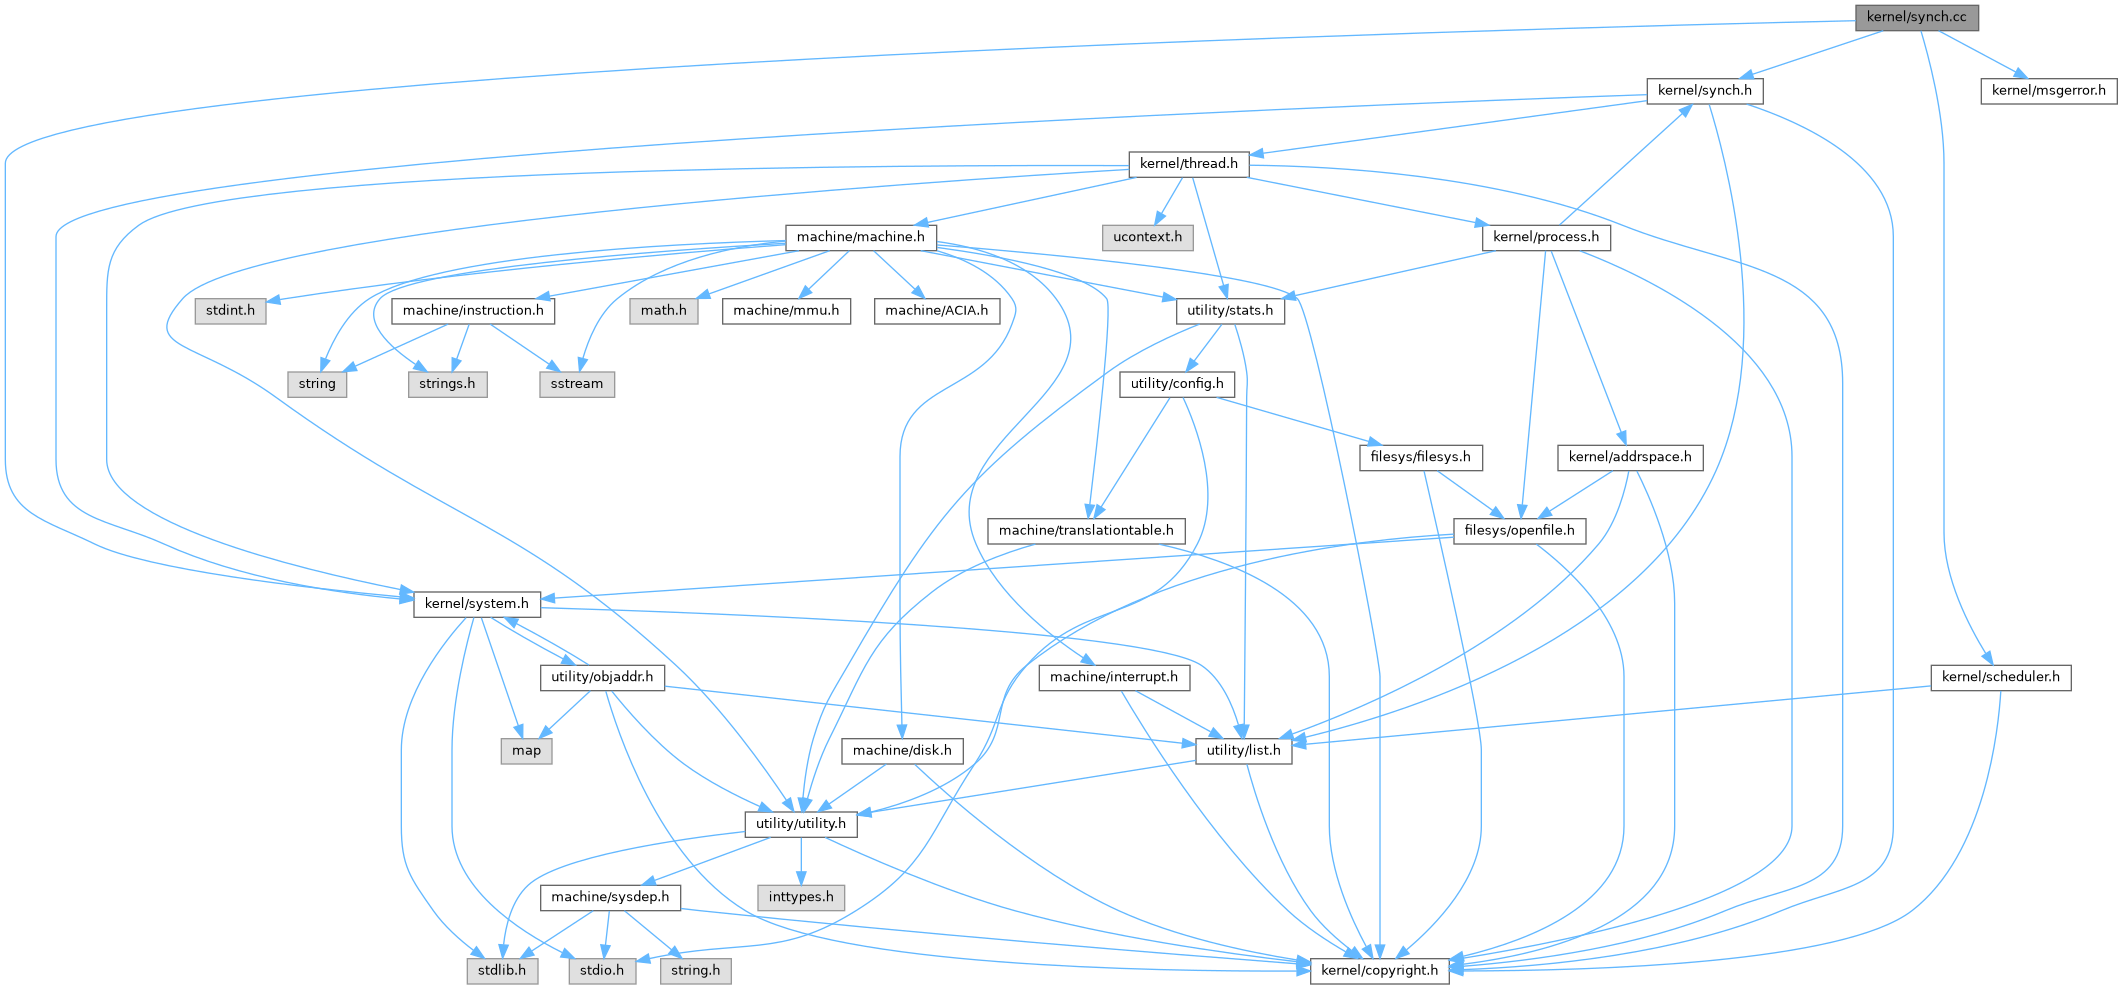 kernel/synch.cc
kernel/synch.h
kernel/msgerror.h
kernel/thread.h
machine/machine.h
ucontext.h
kernel/process.h
stdint.h
machine/instruction.h
math.h
machine/mmu.h
machine/ACIA.h
utility/stats.h
string
strings.h
sstream
utility/config.h
filesys/filesys.h
kernel/addrspace.h
machine/translationtable.h
filesys/openfile.h
kernel/system.h
utility/objaddr.h
machine/interrupt.h
kernel/scheduler.h
map
machine/disk.h
utility/list.h
utility/utility.h
machine/sysdep.h
inttypes.h
stdlib.h
stdio.h
string.h
kernel/copyright.h